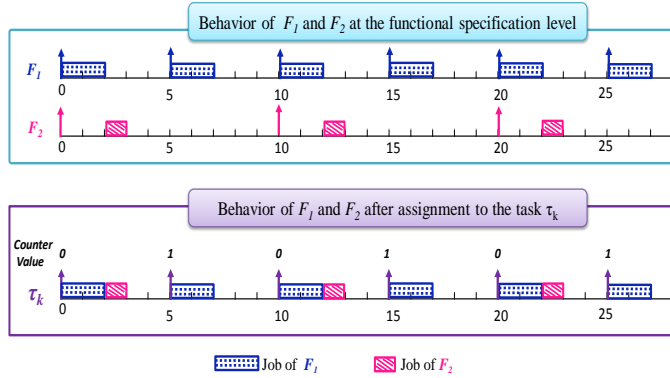 Behavior of F1 and F2 at the functional specification level
F1
0 5 10 15 20 25
F2
0 5 10 15 20 25
Behavior of F1 and F2 after assignment to the task τk
Counter Value 0 1 0 1 0 1
τk
0 5 10 15 20 25
Job of F1 Job of F2